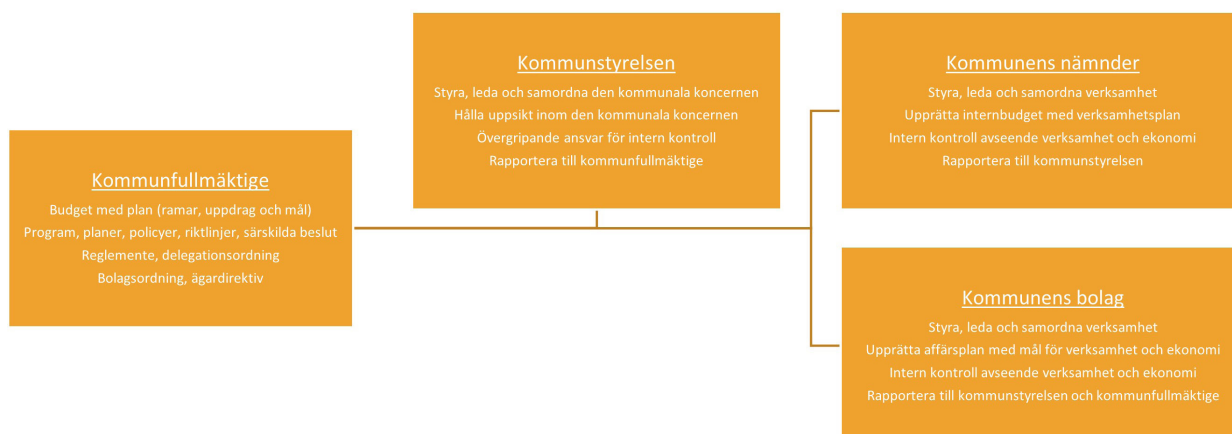 Kommunfullmäktige
Budget med plan (ramar, uppdrag och mål)
Program, planer, policyer, riktlinjer, särskilda beslut
Reglemente, delegationsordning
Bolagsordning, ägardirektiv
Kommunstyrelsen
Styra, leda och samordna den kommunala koncernen
Hålla uppsikt inom den kommunala koncernen
Övergripande ansvar för intern kontroll
Rapportera till kommunfullmäktige
Kommunens nämnder
Styra, leda och samordna verksamhet
Upprätta internbudget med verksamhetsplan
Intern kontroll avseende verksamhet och ekonomi
Rapportera till kommunstyrelsen
Kommunens bolag
Styra, leda och samordna verksamhet
Upprätta affärsplan med mål för verksamhet och ekonomi
Intern kontroll avseende verksamhet och ekonomi
Rapportera till kommunstyrelsen och kommunfullmäktige